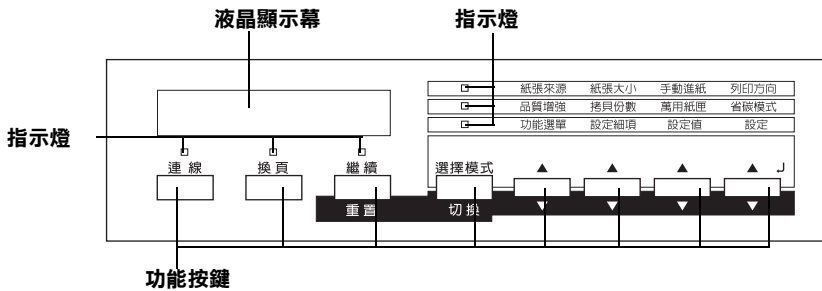 液晶顯示幕 指示燈
紙張來源 紙張大小 手動進紙 列印方向
品質增強 拷貝份數 萬用紙匣 省碳模式
功能選單 設定細項 設定值 設定
指示燈
連線 換頁 繼續 選擇模式
重置 切換
功能按鍵